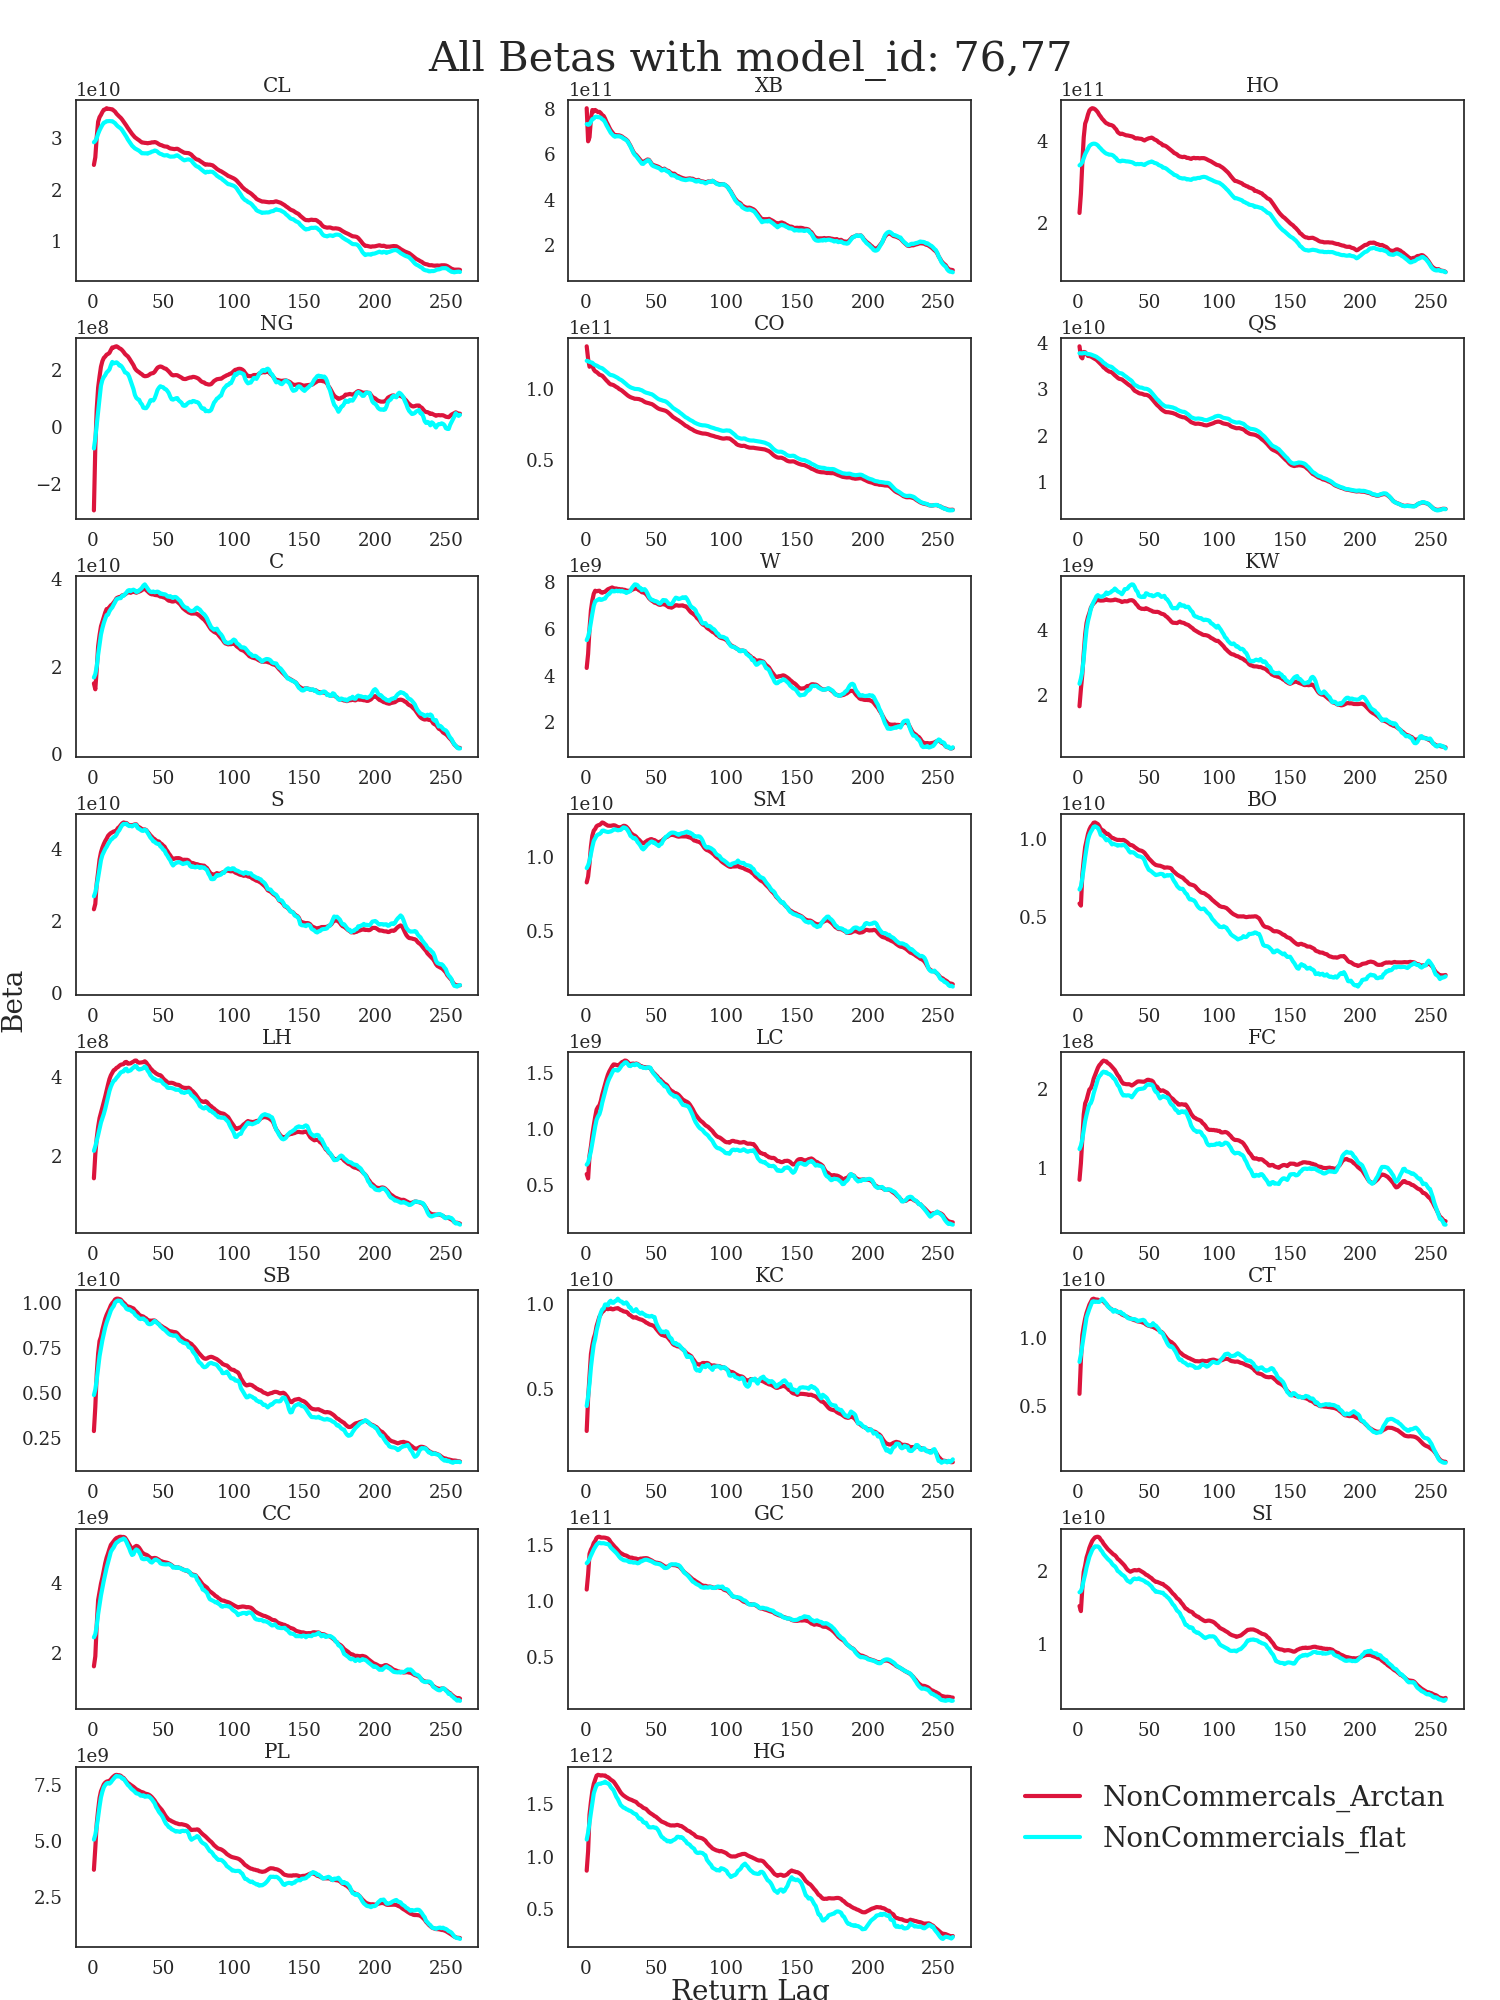 All Betas with model_id: 76,77
CL XB HO
1e10 1e11 1e11
3 2 1
8 6 4 2
4 2
0 50 100 150 200 250 0 50 100 150 200 250 0 50 100 150 200 250
NG CO QS
1e8 1e11 1e10
2 0 −2
1.0 0.5
4 3 2 1
0 50 100 150 200 250 0 50 100 150 200 250 0 50 100 150 200 250
C W KW
1e10 1e9 1e9
4 2 0
8 6 4 2
4 2
0 50 100 150 200 250 0 50 100 150 200 250 0 50 100 150 200 250
S SM BO
1e10 1e10 1e10
4 2 0
1.0 0.5
1.0 0.5
0 50 100 150 200 250 0 50 100 150 200 250 0 50 100 150 200 250
Beta
LH LC FC
1e8 1e9 1e8
4 2
1.5 1.0 0.5
2 1
0 50 100 150 200 250 0 50 100 150 200 250 0 50 100 150 200 250
SB KC CT
1e10 1e10 1e10
1.00 0.75 0.50 0.25
1.0 0.5
1.0 0.5
0 50 100 150 200 250 0 50 100 150 200 250 0 50 100 150 200 250
CC GC SI
1e9 1e11 1e10
4 2
1.5 1.0 0.5
2 1
0 50 100 150 200 250 0 50 100 150 200 250 0 50 100 150 200 250
PL HG
1e9 1e12
7.5 5.0 2.5
1.5 1.0 0.5
0 50 100 150 200 250 0 50 100 150 200 250
NonCommercals_Arctan
NonCommercials_flat
Return Lag